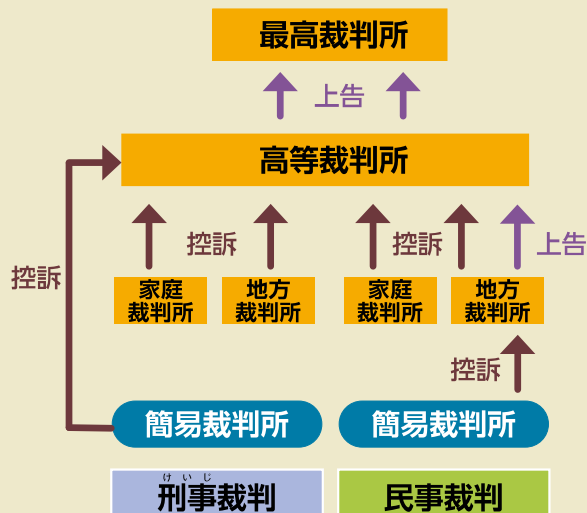 最高裁判所
上告
高等裁判所
控訴
控訴
上告
控訴
家庭
裁判所
地方
裁判所
家庭
裁判所
地方
裁判所
控訴
簡易裁判所
簡易裁判所
けいじ
刑事裁判
民事裁判